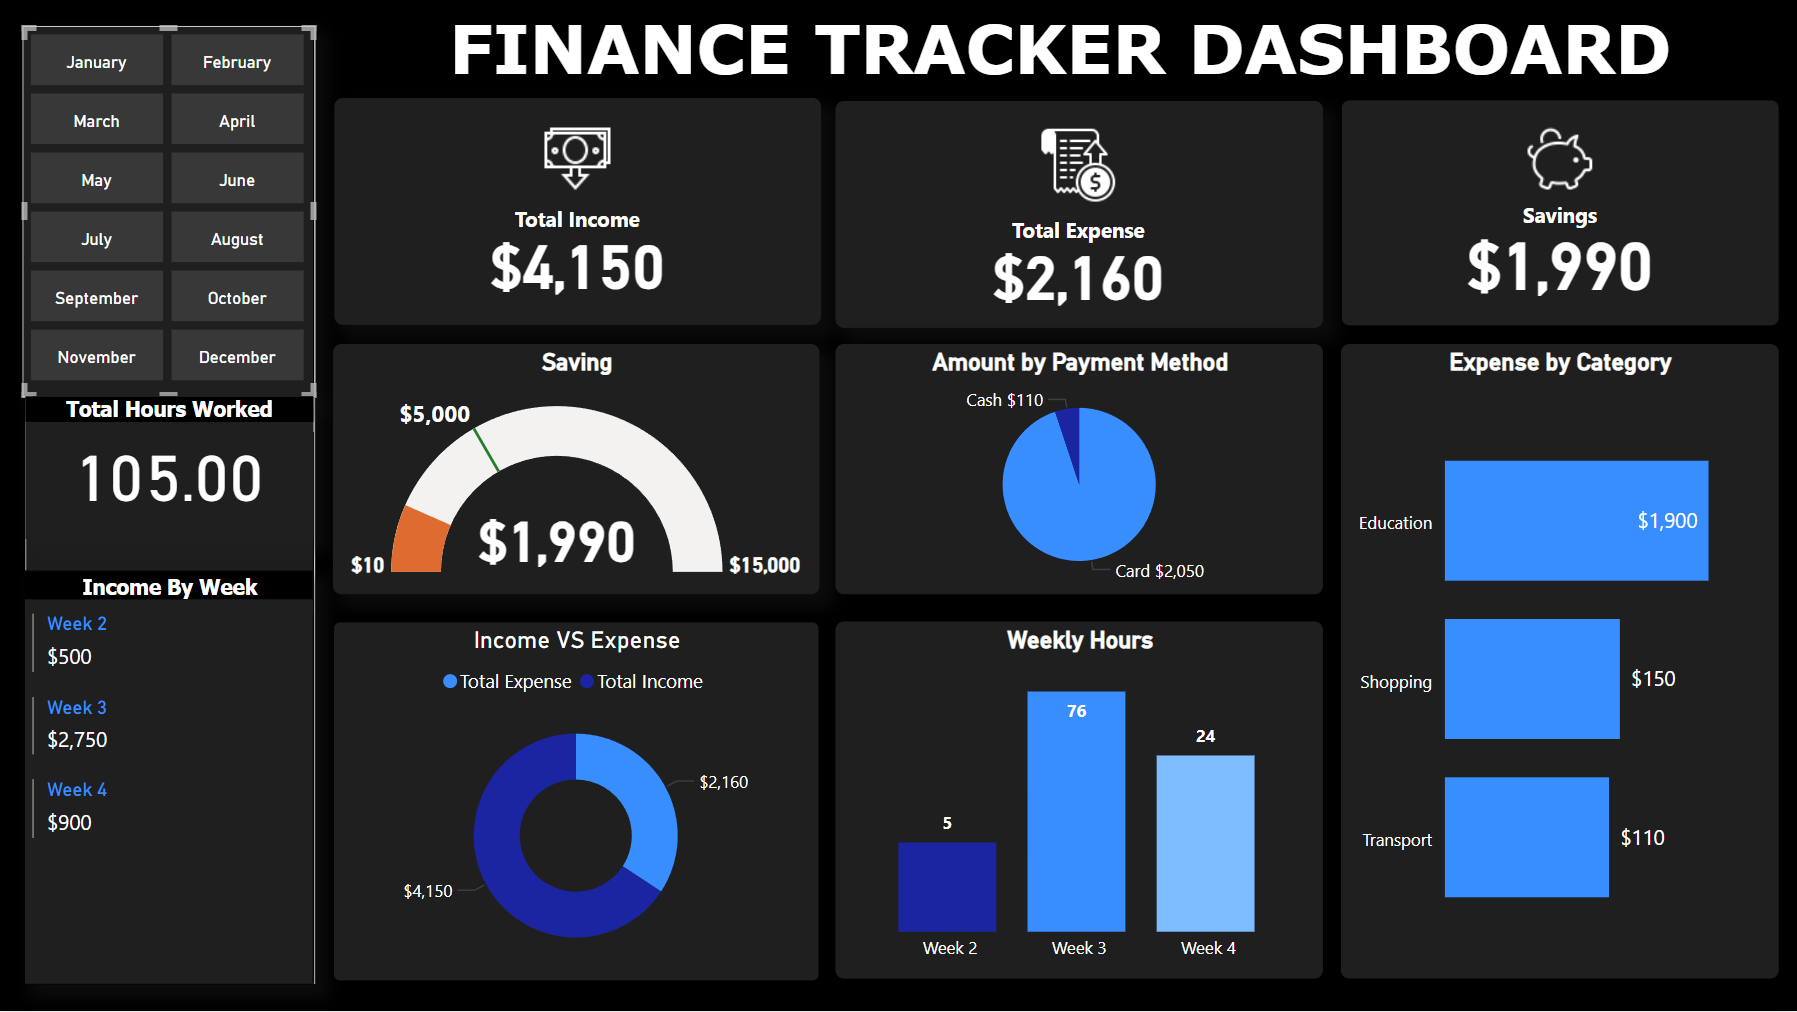 FINANCE TRACKER DASHBOARD
January February
March April
May June
July August
September October
November December
Total Hours Worked
105.00
Income By Week
Week 2
$500
Week 3
$2,750
Week 4
$900
Total Income
$4,150
$
Total Expense
$2,160
Savings
$1,990
Saving
$5,000
$1,990
$10 $15,000
Amount by Payment Method
Cash $110
Card $2,050
Expense by Category
Education $1,900
Shopping $150
Transport $110
Income VS Expense
Total Expense Total Income
$2,160
$4,150
Weekly Hours
76
24
5
Week 2 Week 3 Week 4